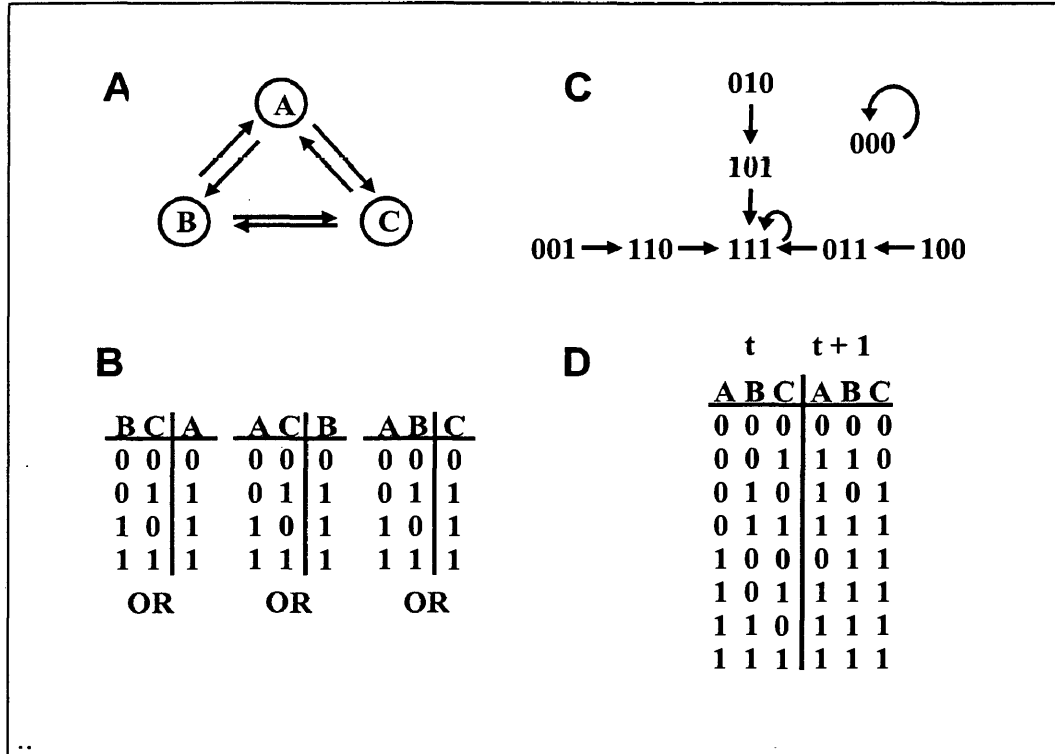 A
A
B
C
B
B C A
0 0 0
0 1 1
1 0 1
1 1 1
OR
A C B
0 0 0
0 1 1
1 0 1
1 1 1
OR
A B C
0 0 0
0 1 1
1 0 1
1 1 1
OR
C
010
000
101
001 110 111 011 100
D
t t + 1
A B C A B C
0 0 0 0 0 0
0 0 1 1 1 0
0 1 0 1 0 1
0 1 1 1 1 1
1 0 0 0 1 1
1 0 1 1 1 1
1 1 0 1 1 1
1 1 1 1 1 1